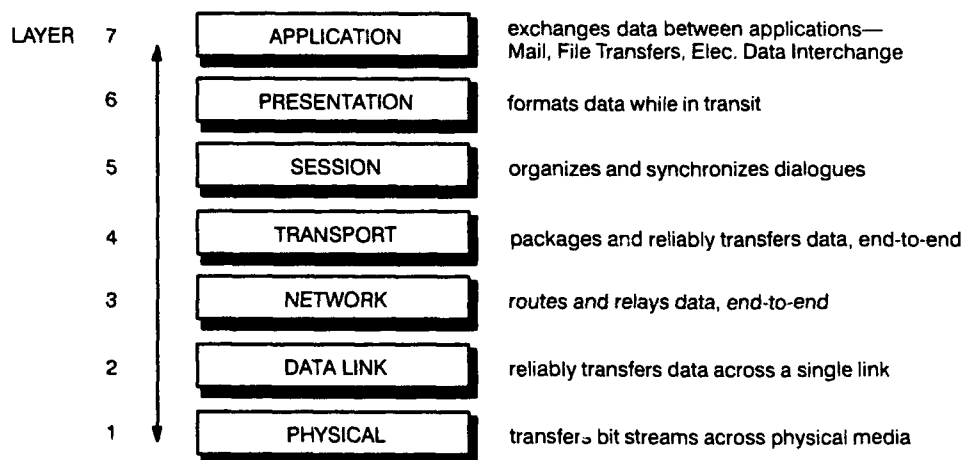 LAYER 7 APPLICATION exchanges data between applications—
Mail, File Transfers, Elec. Data Interchange
6 PRESENTATION formats data while in transit
5 SESSION organizes and synchronizes dialogues
4 TRANSPORT packages and reliably transfers data, end-to-end
3 NETWORK routes and relays data, end-to-end
2 DATA LINK reliably transfers data across a single link
1 PHYSICAL transfers bit streams across physical media